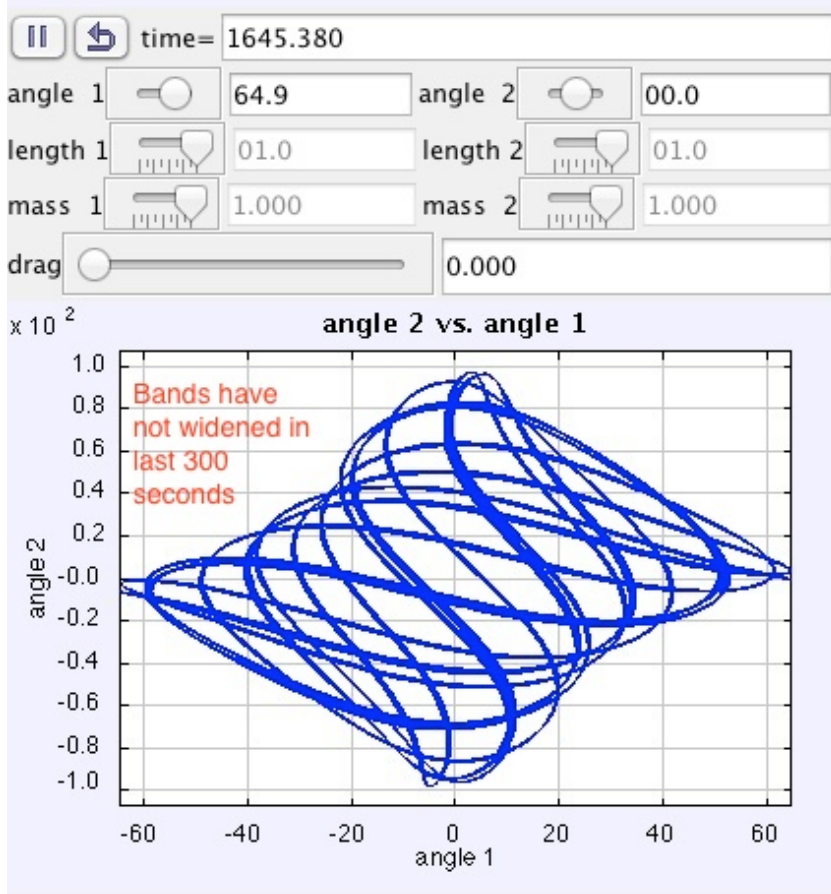 time= 1645.380
angle 1 64.9 angle 2 00.0
length 1 01.0 length 2 01.0
mass 1 1.000 mass 2 1.000
drag 0.000
x 10 2
angle 2 vs. angle 1
1.0
0.8
0.6
0.4
0.2
-0.0
-0.2
-0.4
-0.6
-0.8
-1.0
angle 2
Bands have
not widened in
last 300
seconds
-60 -40 -20 0 20 40 60
angle 1